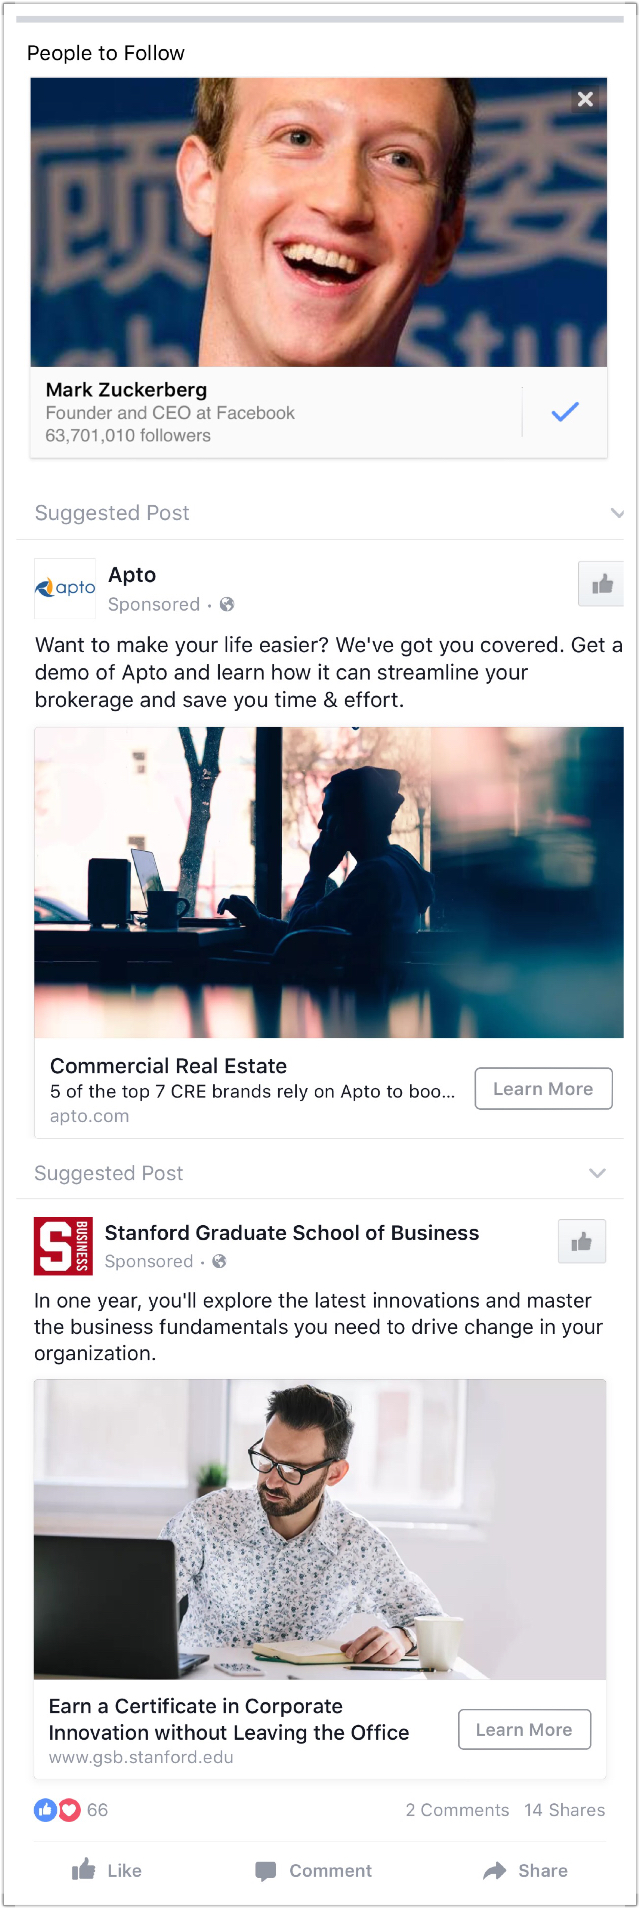 People to Follow
顾
委
Stu
Mark Zuckerberg
Founder and CEO at Facebook
63,701,010 followers
Suggested Post
apto
Apto
Sponsored ·
Want to make your life easier? We've got you covered. Get a
demo of Apto and learn how it can streamline your
brokerage and save you time & effort.
Commercial Real Estate
5 of the top 7 CRE brands rely on Apto to boo...
Learn More
apto.com
Suggested Post
S BUSINESS
Stanford Graduate School of Business
Sponsored ·
In one year, you'll explore the latest innovations and master
the business fundamentals you need to drive change in your
organization.
Earn a Certificate in Corporate
Innovation without Leaving the Office
Learn More
www.gsb.stanford.edu
66
2 Comments 14 Shares
Like Comment Share